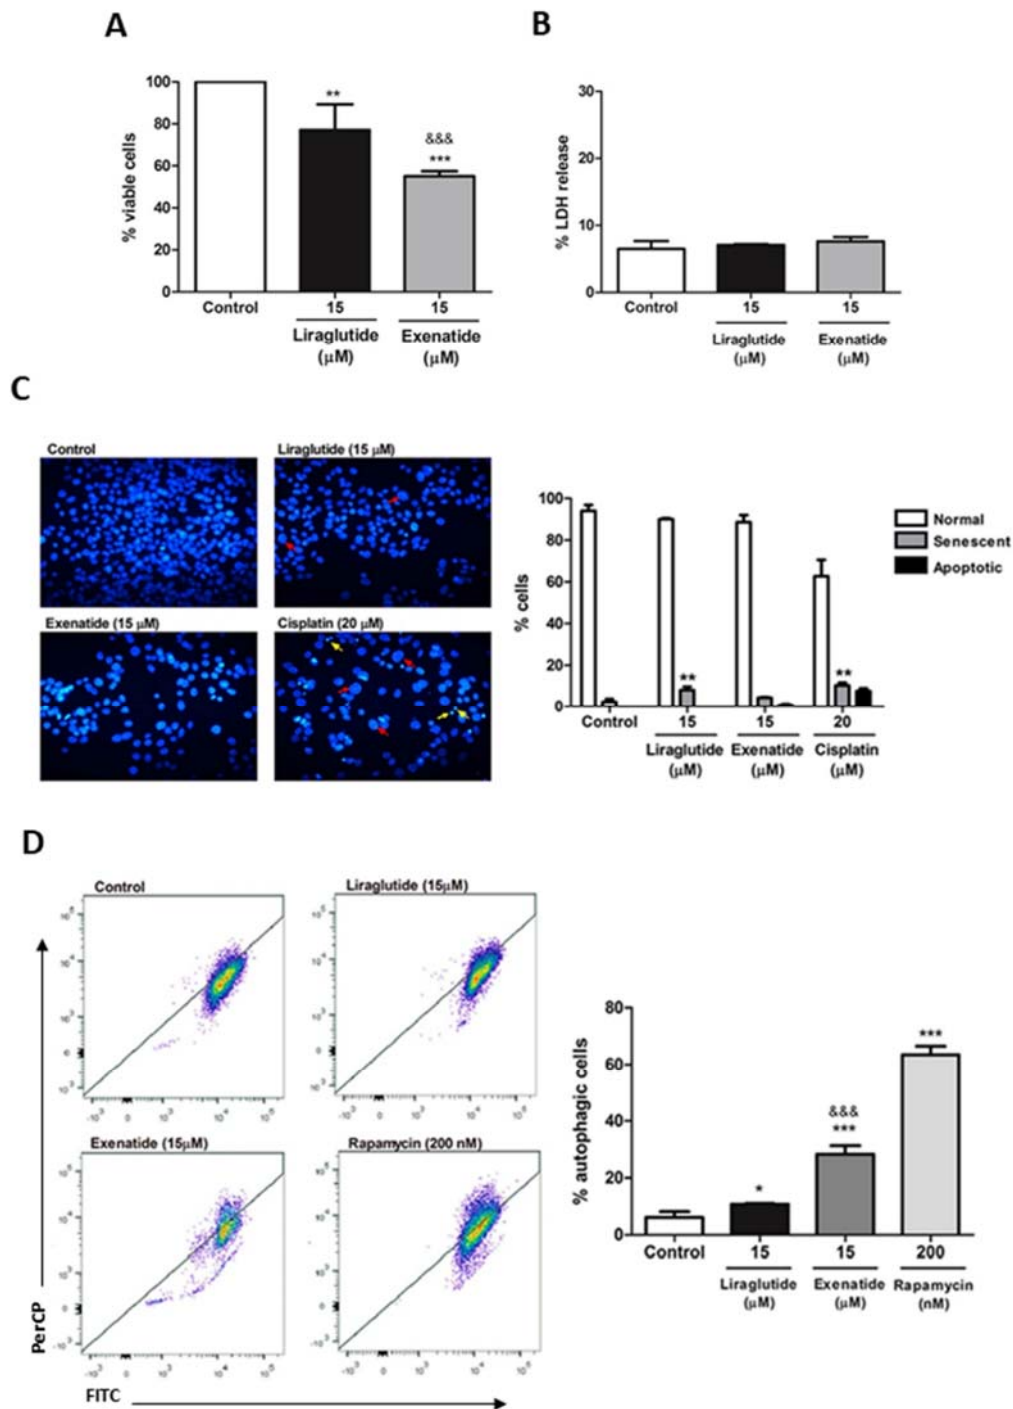 A
100
80
60
40
20
0
% viable cells
**
&&&
***
Control
15
15
Liraglutide
Exenatide
(μM)
(μM)
B
30
20
10
0
% LDH release
Control
15
15
Liraglutide
Exenatide
(μM)
(μM)
C
Control
Liraglutide (15 μM)
Exenatide (15 μM)
Cisplatin (20 μM)
100
80
60
40
20
0
% cells
**
**
Normal
Senescent
Apoptotic
Control
15
15
20
Liraglutide
Exenatide
Cisplatin
(μM)
(μM)
(μM)
D
Control
Liraglutide (15μM)
Exenatide (15μM)
Rapamycin (200 nM)
PerCP
FITC
80
60
40
20
0
% autophagic cells
*
&&&
***
***
Control
15
15
200
Liraglutide
Exenatide
Rapamycin
(μM)
(μM)
(nM)